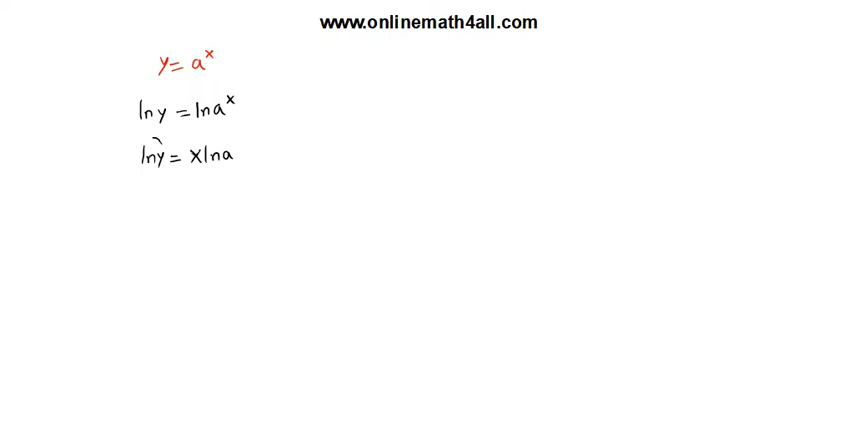 www.onlinemath4all.com
y = a^x
ln y = ln a^x
ln y = x ln a